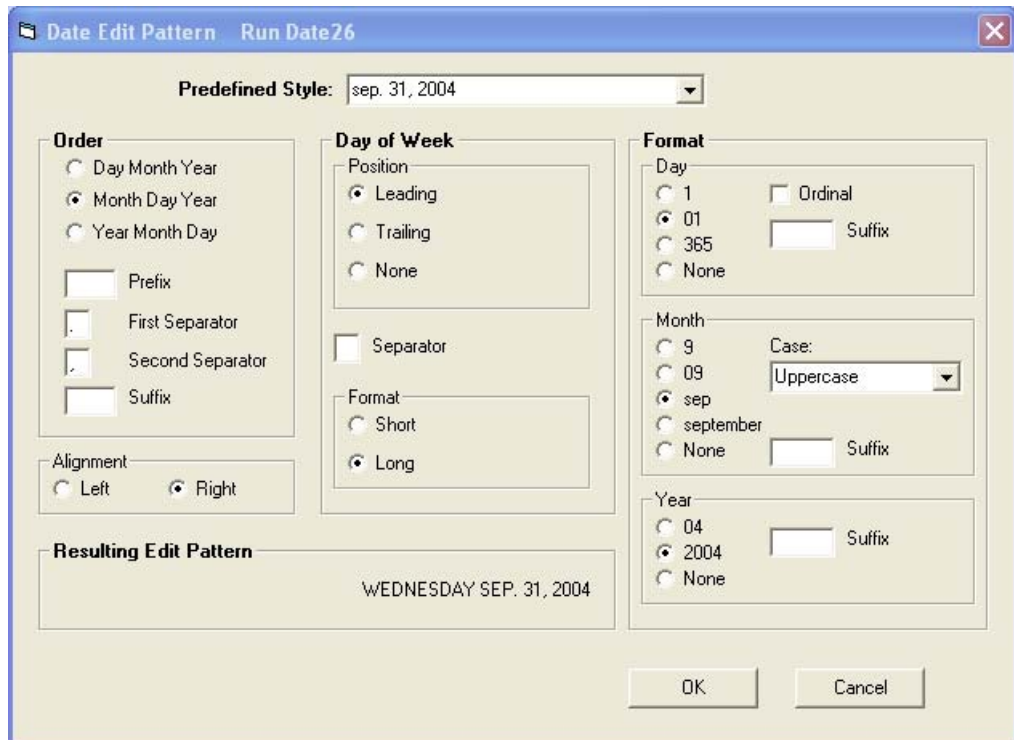 Date Edit Pattern Run Date26
Predefined Style: sep. 31, 2004
Order
Day Month Year
Month Day Year
Year Month Day
Prefix
. First Separator
, Second Separator
Suffix
Alignment
Left Right
Day of Week
Position
Leading
Trailing
None
Separator
Format
Short
Long
Format
Day
1 Ordinal
01 Suffix
365
None
Month
9 Case:
09 Uppercase
sep
september
None Suffix
Year
04 Suffix
2004
None
Resulting Edit Pattern
WEDNESDAY SEP. 31, 2004
OK Cancel